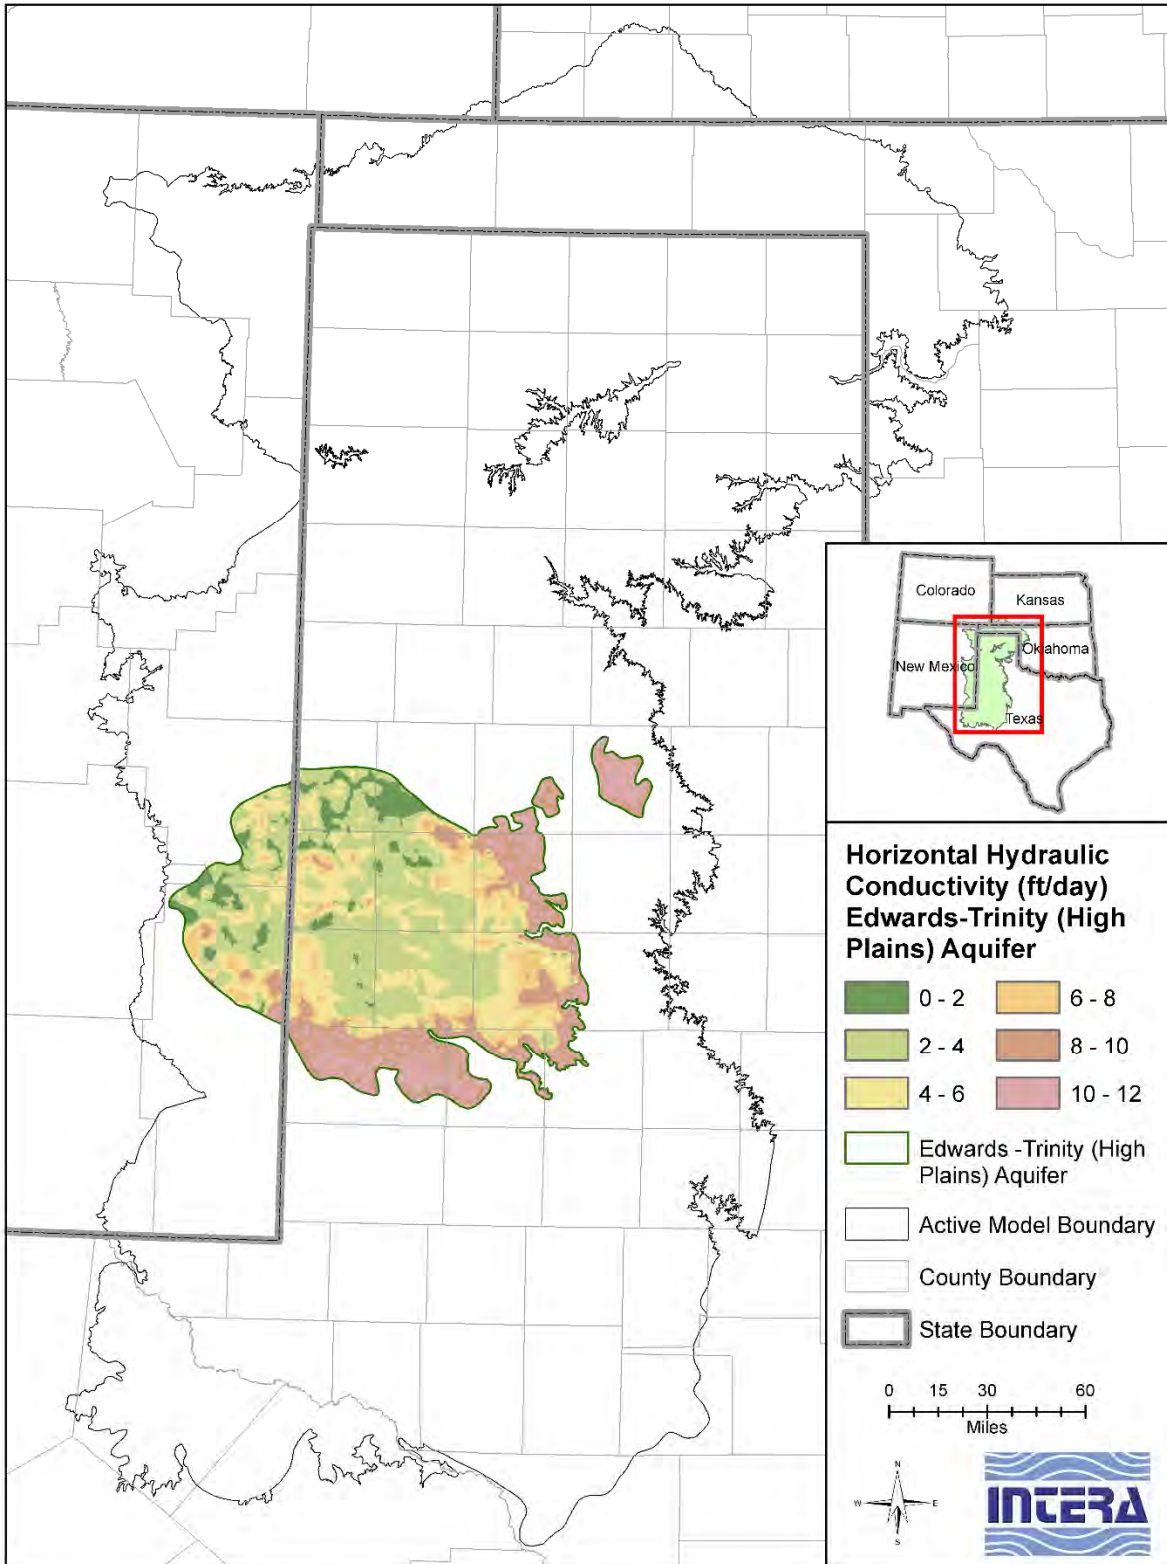 Colorado
Kansas
New Mexico
Oklahoma
Texas
Horizontal Hydraulic
Conductivity (ft/day)
Edwards-Trinity (High
Plains) Aquifer
0 - 2
6 - 8
2 - 4
8 - 10
4 - 6
10 - 12
Edwards -Trinity (High
Plains) Aquifer
Active Model Boundary
County Boundary
State Boundary
0 15 30 60
Miles
N
W E
S
INTERA